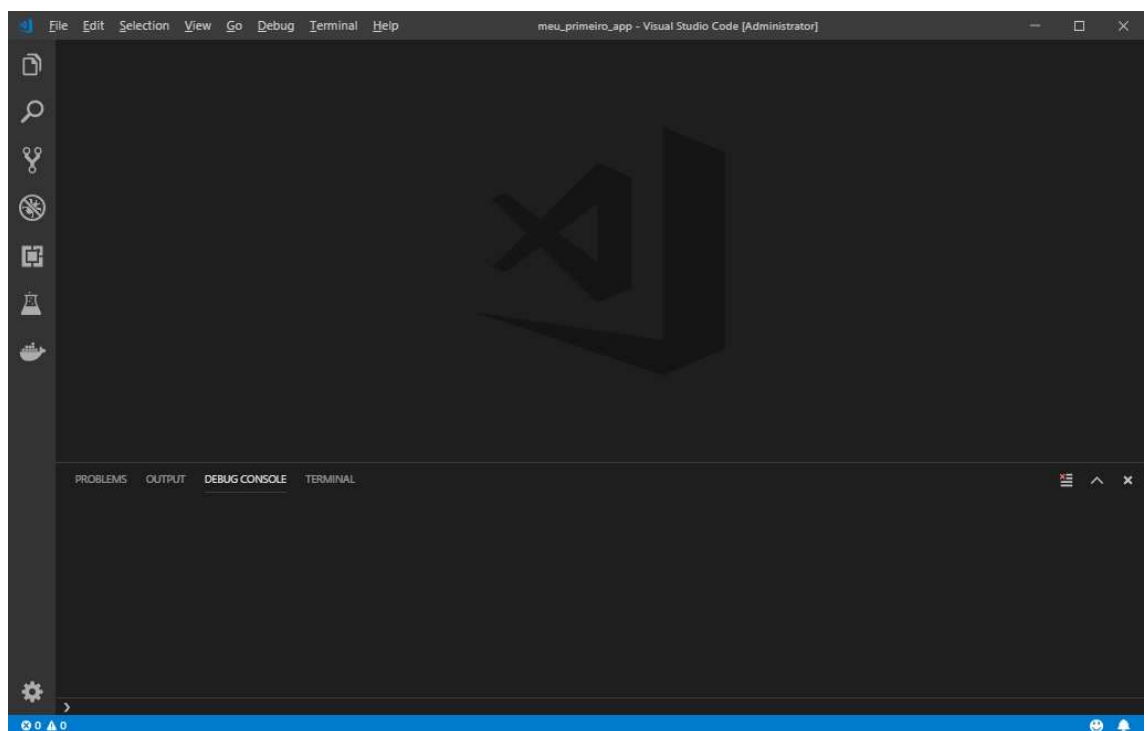 File Edit Selection View Go Debug Terminal Help meu_primeiro_app - Visual Studio Code [Administrator]
PROBLEMS OUTPUT DEBUG CONSOLE TERMINAL
0 0